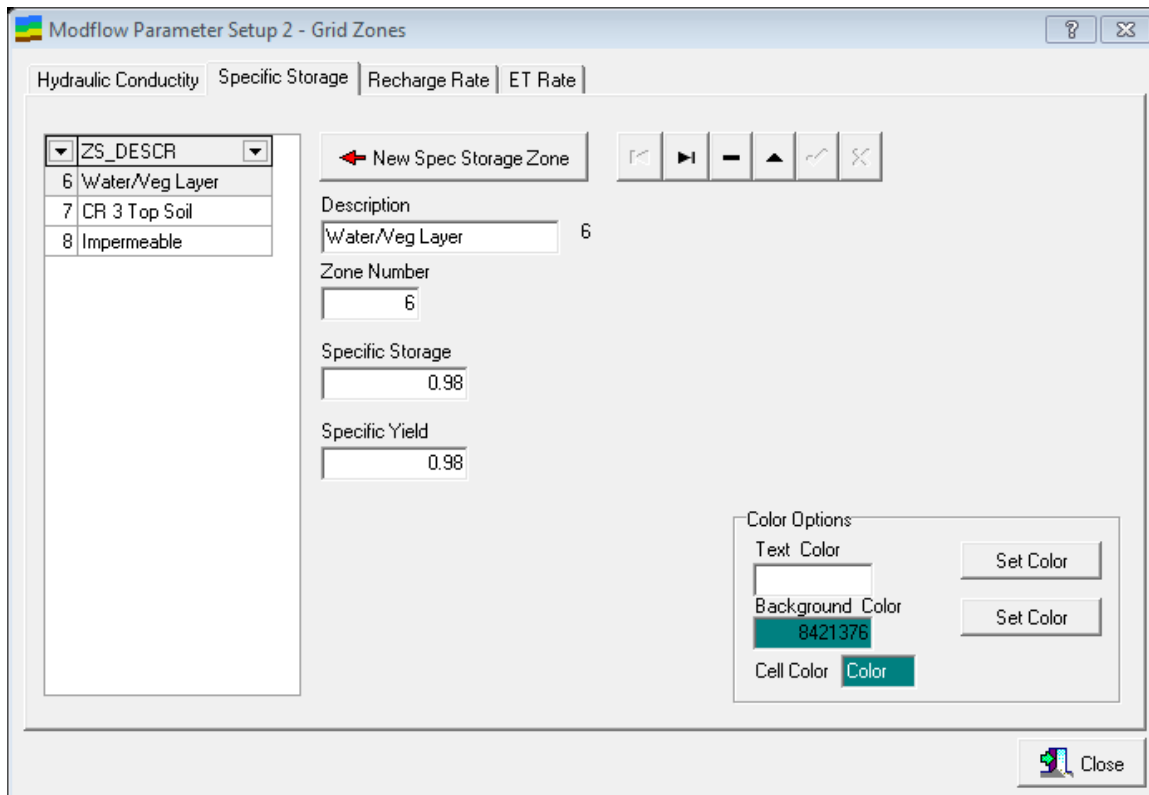 Modflow Parameter Setup 2 - Grid Zones
Hydraulic Conductity Specific Storage Recharge Rate ET Rate
ZS_DESCR
6 Water/Veg Layer
7 CR 3 Top Soil
8 Impermeable
New Spec Storage Zone
Description
Water/Veg Layer 6
Zone Number
6
Specific Storage
0.98
Specific Yield
0.98
Color Options
Text Color
Set Color
Background Color
8421376
Set Color
Cell Color Color
Close